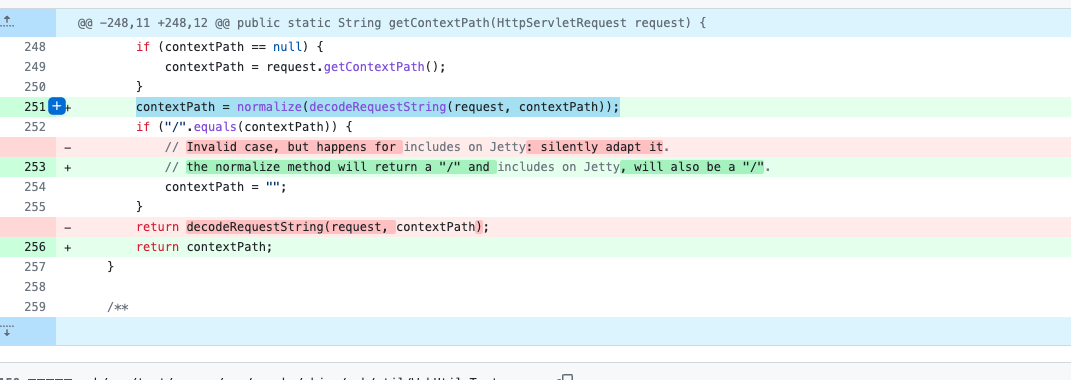 @@ -248,11 +248,12 @@ public static String getContextPath(HttpServletRequest request) {
248 if (contextPath == null) {
249 contextPath = request.getContextPath();
250 }
251 + + contextPath = normalize(decodeRequestString(request, contextPath));
252 if ("/".equals(contextPath)) {
- // Invalid case, but happens for includes on Jetty: silently adapt it.
253 + // the normalize method will return a "/" and includes on Jetty, will also be a "/".
254 contextPath = "";
255 }
- return decodeRequestString(request, contextPath);
256 + return contextPath;
257 }
258
259 /**